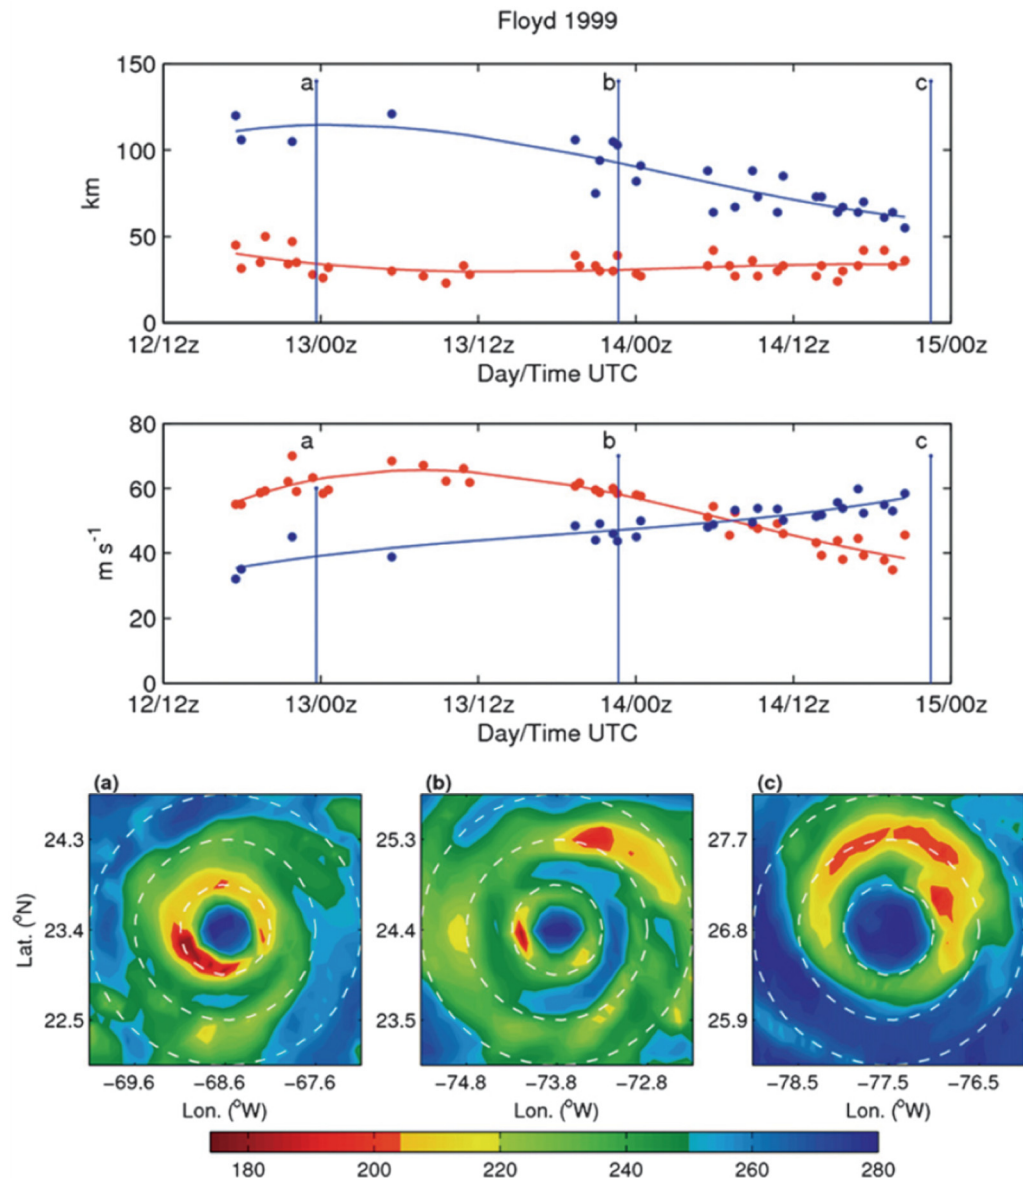 Floyd 1999
150
100
50
0
km
a
b
c
12/12z 13/00z 13/12z 14/00z 14/12z 15/00z
Day/Time UTC
80
60
40
20
0
m s⁻¹
a
b
c
12/12z 13/00z 13/12z 14/00z 14/12z 15/00z
Day/Time UTC
(a)
24.3
23.4
22.5
Lat. (°N)
−69.6 −68.6 −67.6
Lon. (°W)
(b)
25.3
24.4
23.5
−74.8 −73.8 −72.8
Lon. (°W)
(c)
27.7
26.8
25.9
−78.5 −77.5 −76.5
Lon. (°W)
180 200 220 240 260 280